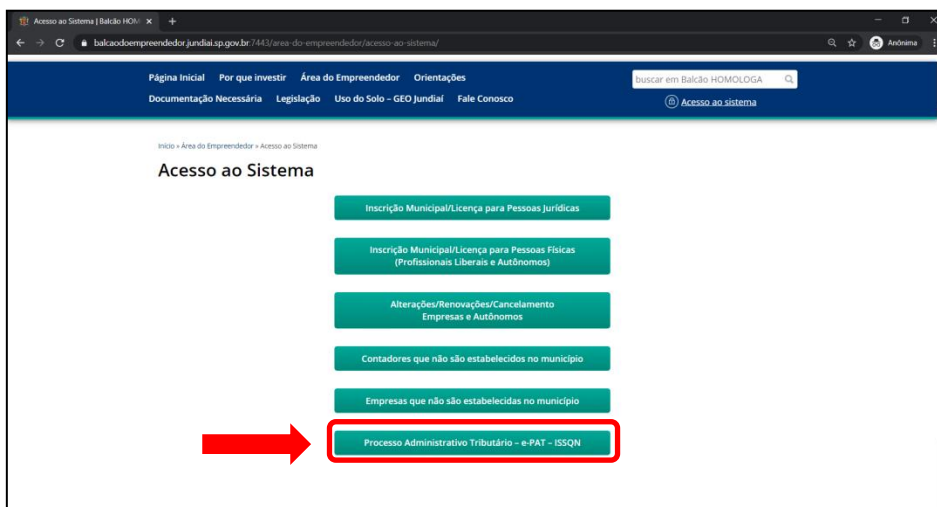 Acesso ao Sistema | Balcão HOM
balcaodoempreendedor.jundiai.sp.gov.br:7443/area-do-empreendedor/acesso-ao-sistema/
Anônima
Página Inicial Por que investir Área do Empreendedor Orientações
buscar em Balcão HOMOLOGA
Documentação Necessária Legislação Uso do Solo – GEO Jundiaí Fale Conosco
Acesso ao sistema
Início » Área do Empreendedor » Acesso ao Sistema
Acesso ao Sistema
Inscrição Municipal/Licença para Pessoas Jurídicas
Inscrição Municipal/Licença para Pessoas Físicas
(Profissionais Liberais e Autônomos)
Alterações/Renovações/Cancelamento
Empresas e Autônomos
Contadores que não são estabelecidos no município
Empresas que não são estabelecidas no município
Processo Administrativo Tributário – e-PAT – ISSQN